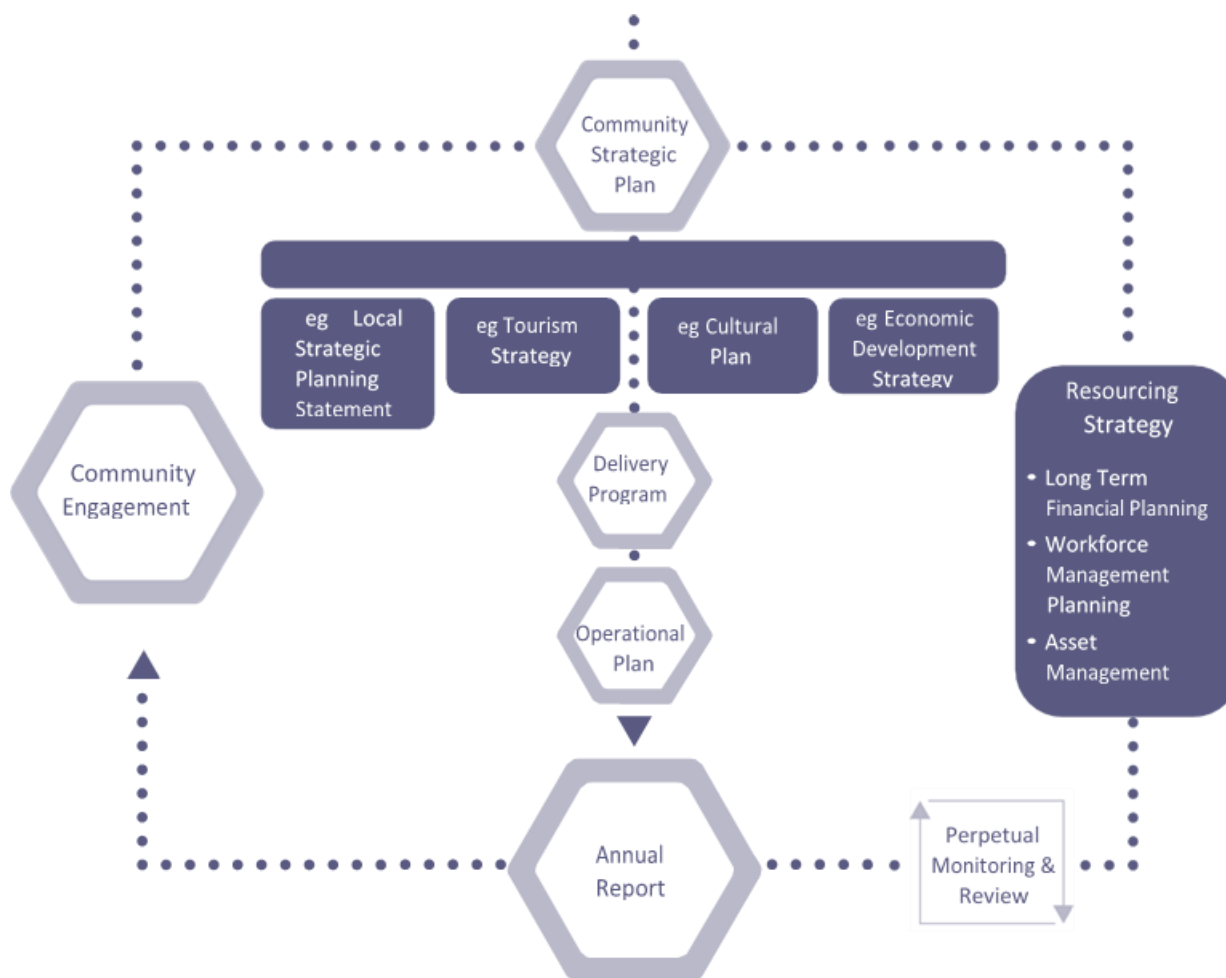 Community
Strategic
Plan
eg Local
Strategic
Planning
Statement
eg Tourism
Strategy
eg Cultural
Plan
eg Economic
Development
Strategy
Resourcing
Strategy
• Long Term
Financial Planning
• Workforce
Management
Planning
• Asset
Management
Community
Engagement
Delivery
Program
Operational
Plan
Annual
Report
Perpetual
Monitoring &
Review